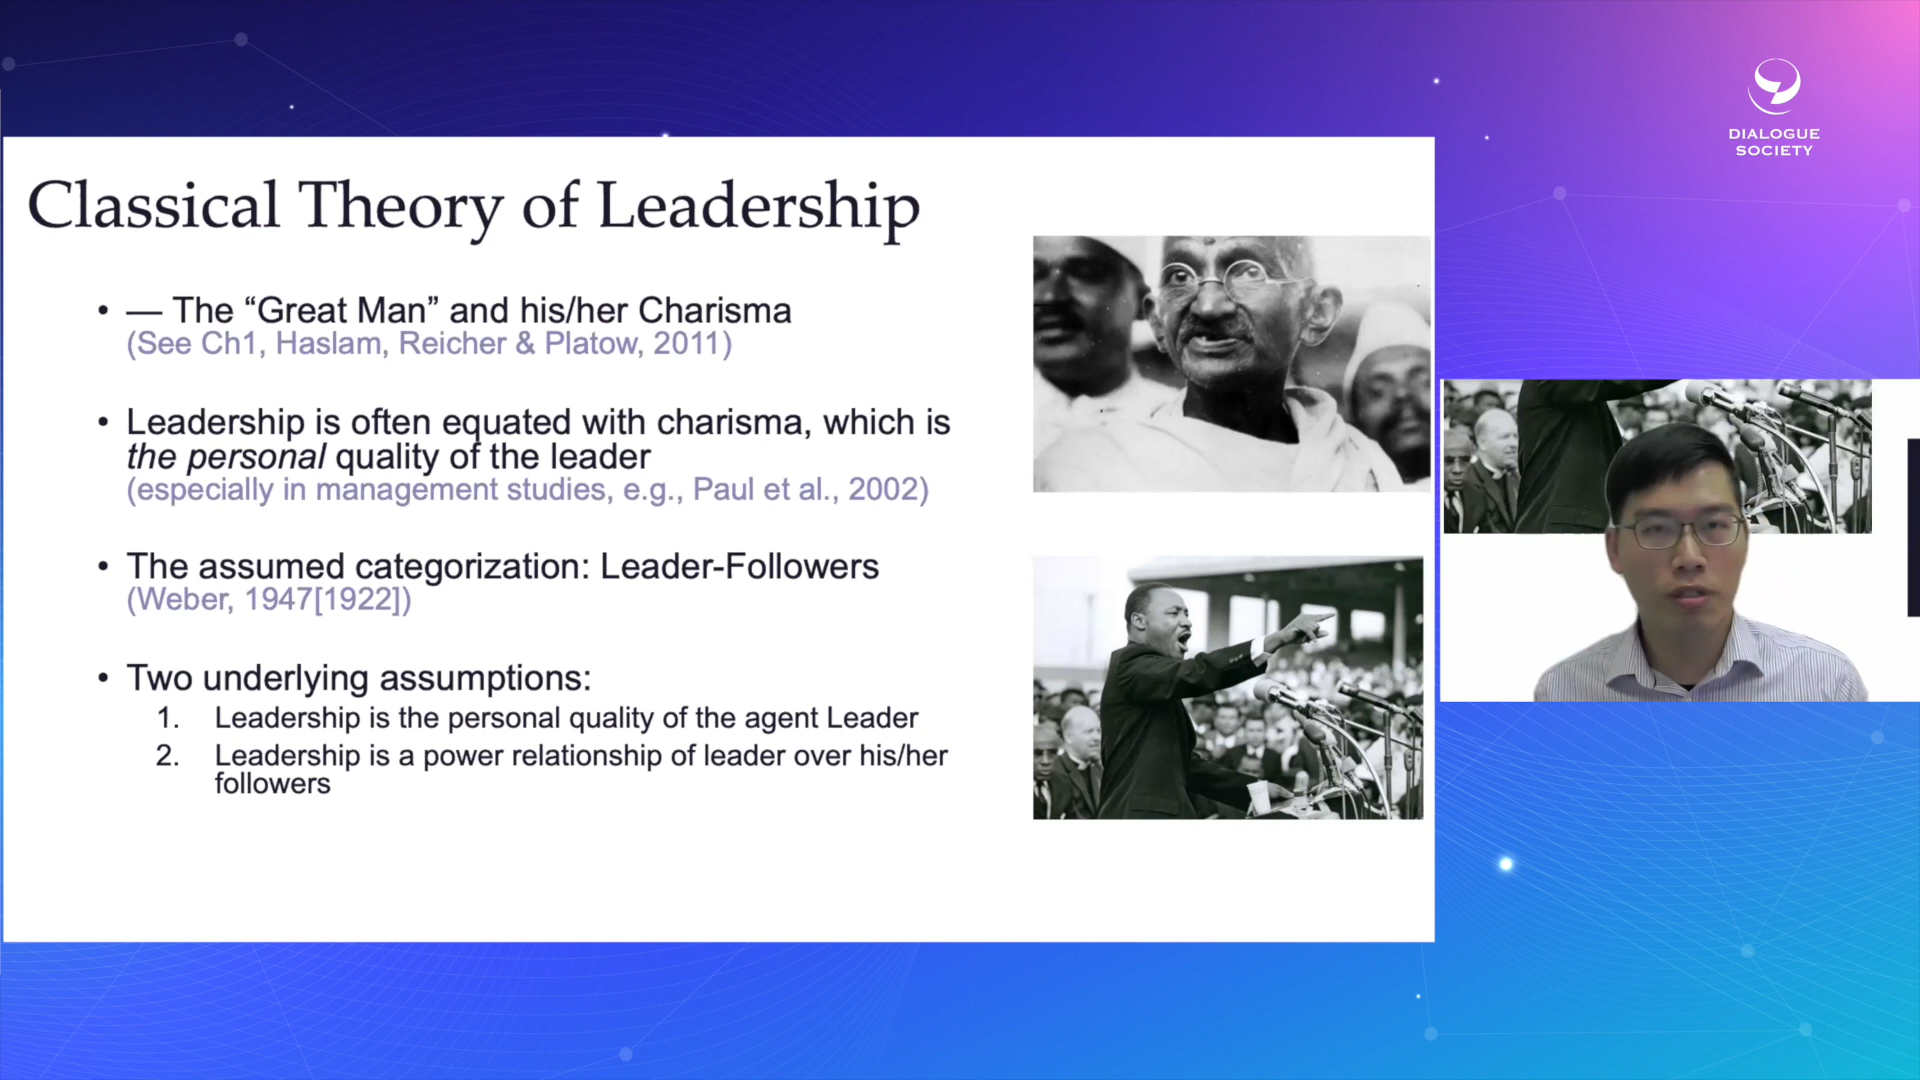 DIALOGUE
SOCIETY
Classical Theory of Leadership
• — The “Great Man” and his/her Charisma
(See Ch1, Haslam, Reicher & Platow, 2011)
• Leadership is often equated with charisma, which is
the personal quality of the leader
(especially in management studies, e.g., Paul et al., 2002)
• The assumed categorization: Leader-Followers
(Weber, 1947[1922])
• Two underlying assumptions:
1. Leadership is the personal quality of the agent Leader
2. Leadership is a power relationship of leader over his/her
followers